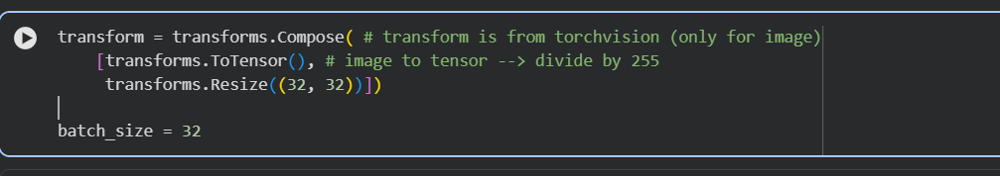 transform = transforms.Compose( # transform is from torchvision (only for image)
    [transforms.ToTensor(), # image to tensor --> divide by 255
     transforms.Resize((32, 32))])
batch_size = 32